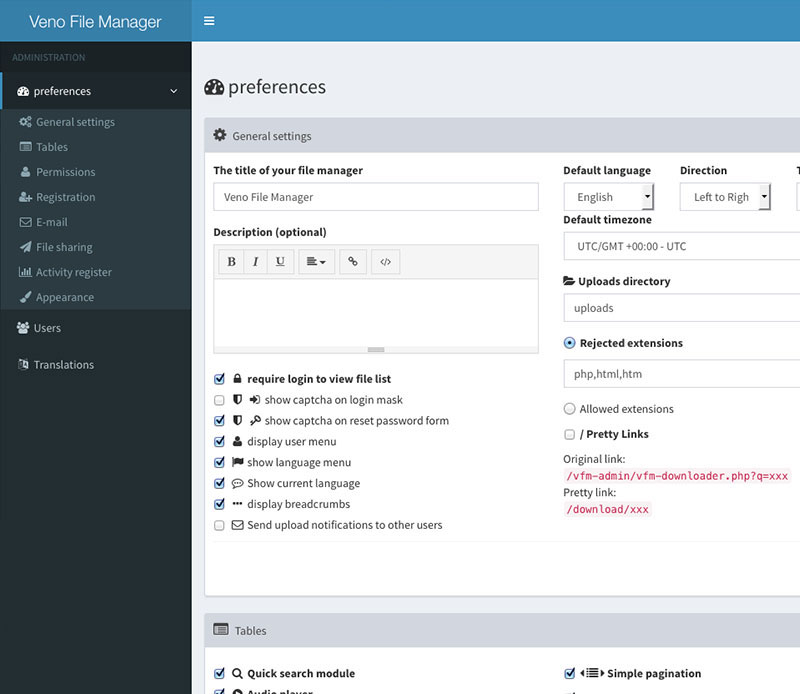 Veno File Manager
ADMINISTRATION
preferences
General settings
Tables
Permissions
Registration
E-mail
File sharing
Activity register
Appearance
Users
Translations
preferences
General settings
The title of your file manager
Veno File Manager
Description (optional)
B I U </>
require login to view file list
show captcha on login mask
show captcha on reset password form
display user menu
show language menu
Show current language
display breadcrumbs
Send upload notifications to other users
Default language Direction
English Left to Righ
Default timezone
UTC/GMT +00:00 - UTC
Uploads directory
uploads
Rejected extensions
php,html,htm
Allowed extensions
/ Pretty Links
Original link:
/vfm-admin/vfm-downloader.php?q=xxx
Pretty link:
/download/xxx
Tables
Quick search module
Simple pagination
Audio player